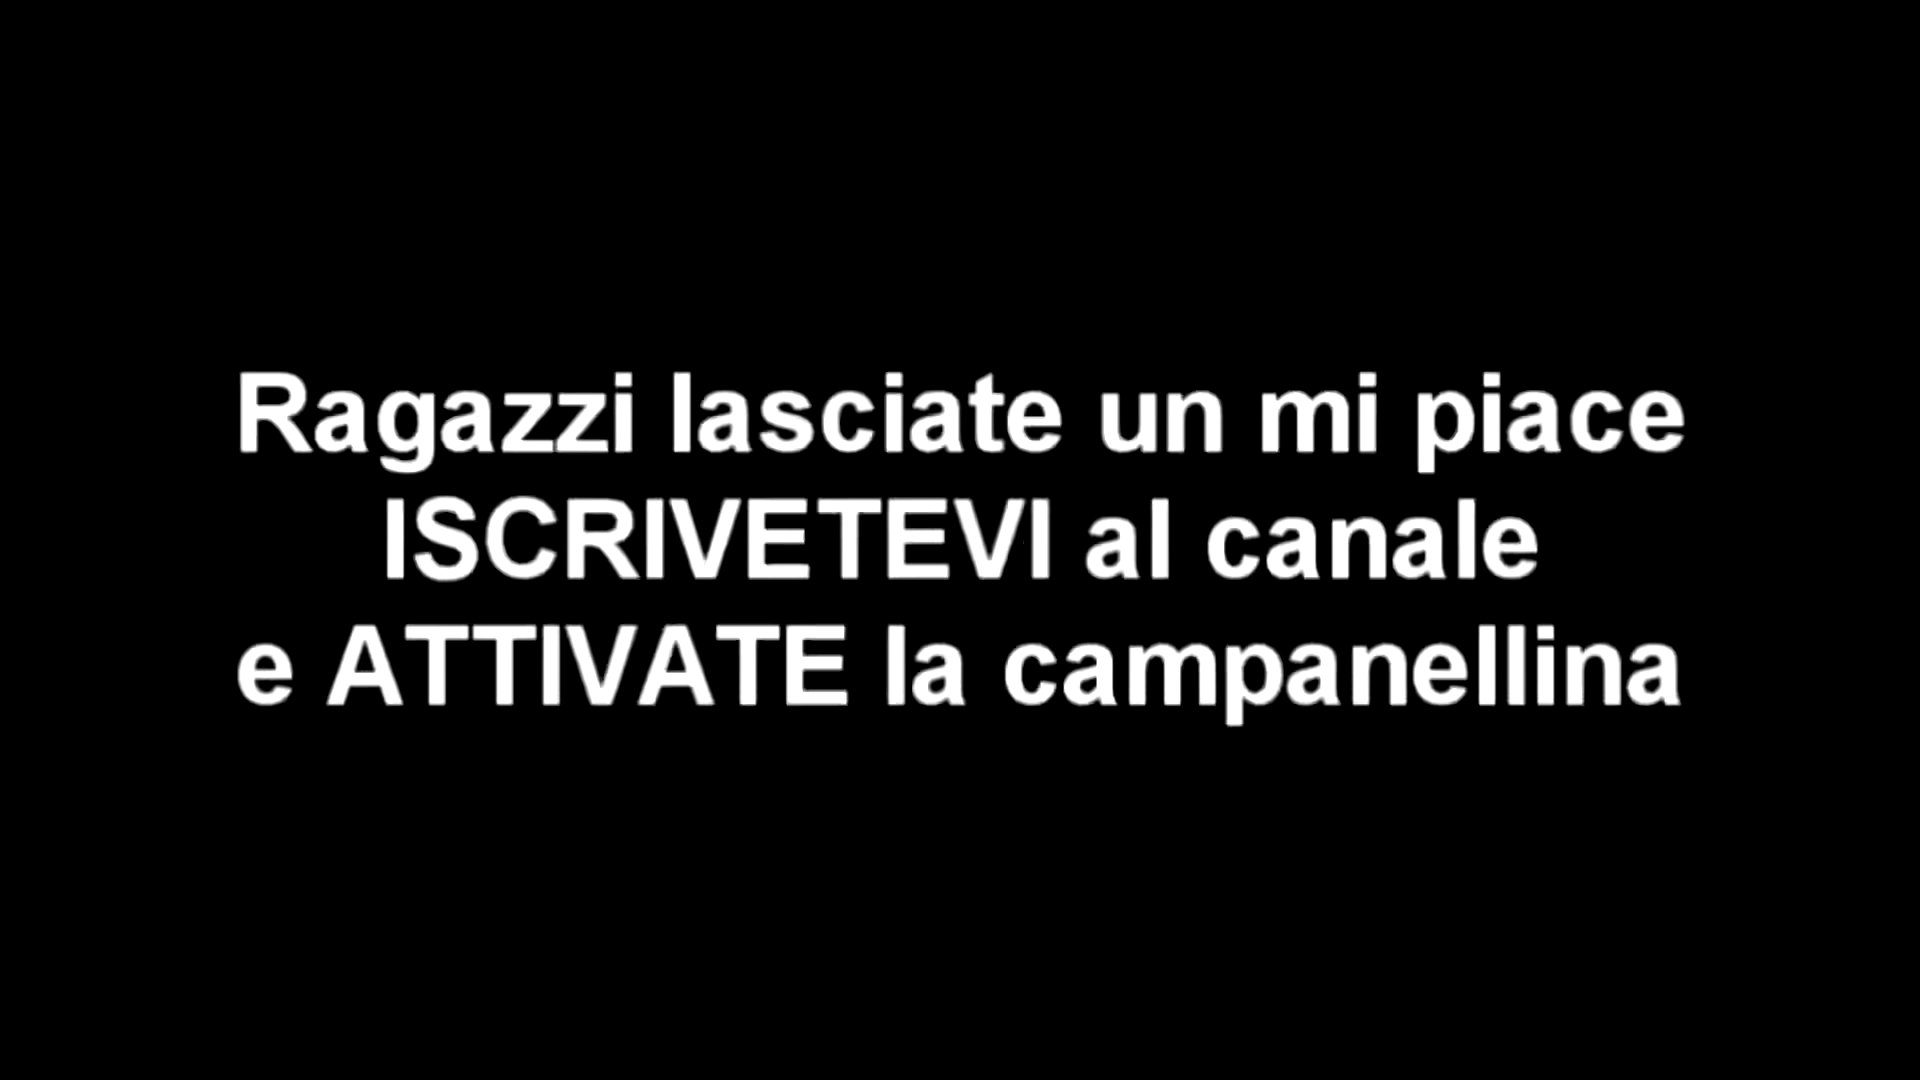 Ragazzi lasciate un mi piace
ISCRIVETEVI al canale
e ATTIVATE la campanellina